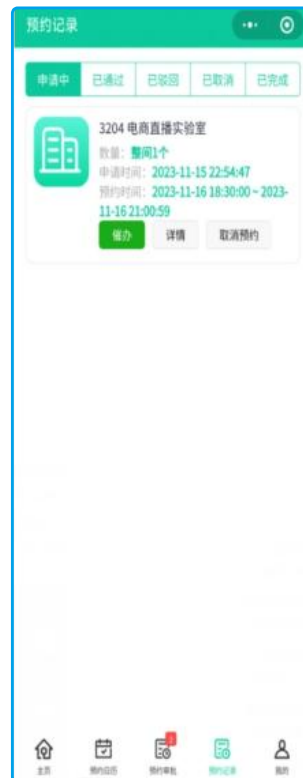 预约记录
申请中 已通过 已驳回 已取消 已完成
3204 电商直播实验室
数量：整间1个
申请时间：2023-11-15 22:54:47
预约时间：2023-11-16 18:30:00 ~ 2023-
11-16 21:00:59
催办 详情 取消预约
主页 预约日历 预约审批 预约记录 我的